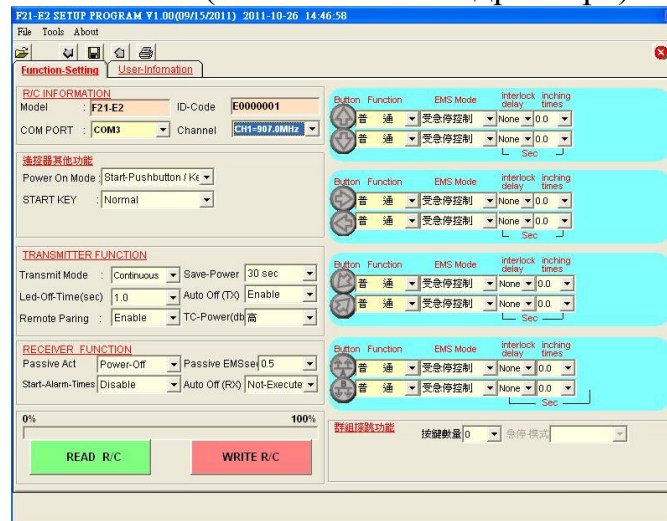 F21-E2 SETUP PROGRAM V1.00(09/15/2011) 2011-10-26 14:46:58
File Tools About
Function-Setting User-Infomation
R/C INFORMATION
Model : F21-E2 ID-Code E0000001
COM PORT : COM3 Channel CH1=907.0MHz
遙控器其他功能
Power On Mode : Start-Pushbutton / Ke
START KEY : Normal
TRANSMITTER FUNCTION
Transmit Mode : Continuous Save-Power 30 sec
Led-Off-Time(sec) 1.0 Auto Off (TX) Enable
Remote Paring : Enable TC-Power(db 高
RECEIVER FUNCTION
Passive Act Power-Off Passive EMSsec 0.5
Start-Alarm-Times Disable Auto Off (RX) Not-Execute
0% 100%
READ R/C WRITE R/C
Button Function EMS Mode interlock delay inching times
普 通 受急停控制 None 0.0
普 通 受急停控制 None 0.0
Sec
Button Function EMS Mode interlock delay inching times
普 通 受急停控制 None 0.0
普 通 受急停控制 None 0.0
Sec
Button Function EMS Mode interlock delay inching times
普 通 受急停控制 None 0.0
普 通 受急停控制 None 0.0
Sec
Button Function EMS Mode interlock delay inching times
普 通 受急停控制 None 0.0
B 普 通 受急停控制 None 0.0
Sec
按鍵數量 0 急停模式